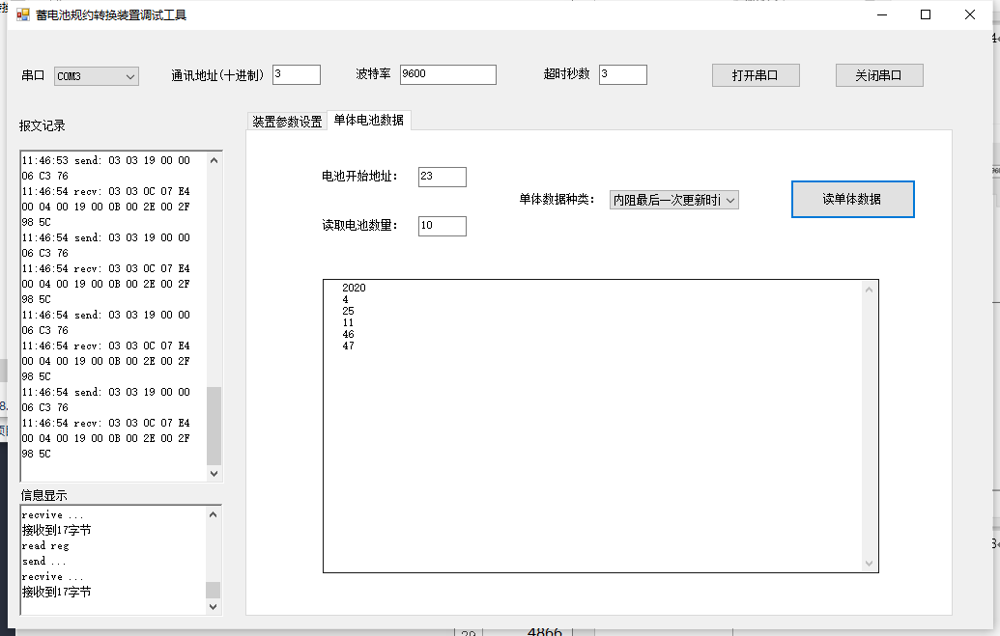 蓄电池规约转换装置调试工具
串口 COM3 通讯地址(十进制) 3 波特率 9600 超时秒数 3 打开串口 关闭串口
报文记录
11:46:53 send: 03 03 19 00 00
06 C3 76
11:46:54 recv: 03 03 0C 07 E4
00 04 00 19 00 0B 00 2E 00 2F
98 5C
11:46:54 send: 03 03 19 00 00
06 C3 76
11:46:54 recv: 03 03 0C 07 E4
00 04 00 19 00 0B 00 2E 00 2F
98 5C
11:46:54 send: 03 03 19 00 00
06 C3 76
11:46:54 recv: 03 03 0C 07 E4
00 04 00 19 00 0B 00 2E 00 2F
98 5C
11:46:54 send: 03 03 19 00 00
06 C3 76
11:46:54 recv: 03 03 0C 07 E4
00 04 00 19 00 0B 00 2E 00 2F
98 5C
信息显示
recvive ...
接收到17字节
read reg
send ...
recvive ...
接收到17字节
装置参数设置 单体电池数据
电池开始地址: 23
读取电池数量: 10
单体数据种类: 内阻最后一次更新时
读单体数据
2020
4
25
11
46
47
29 4866